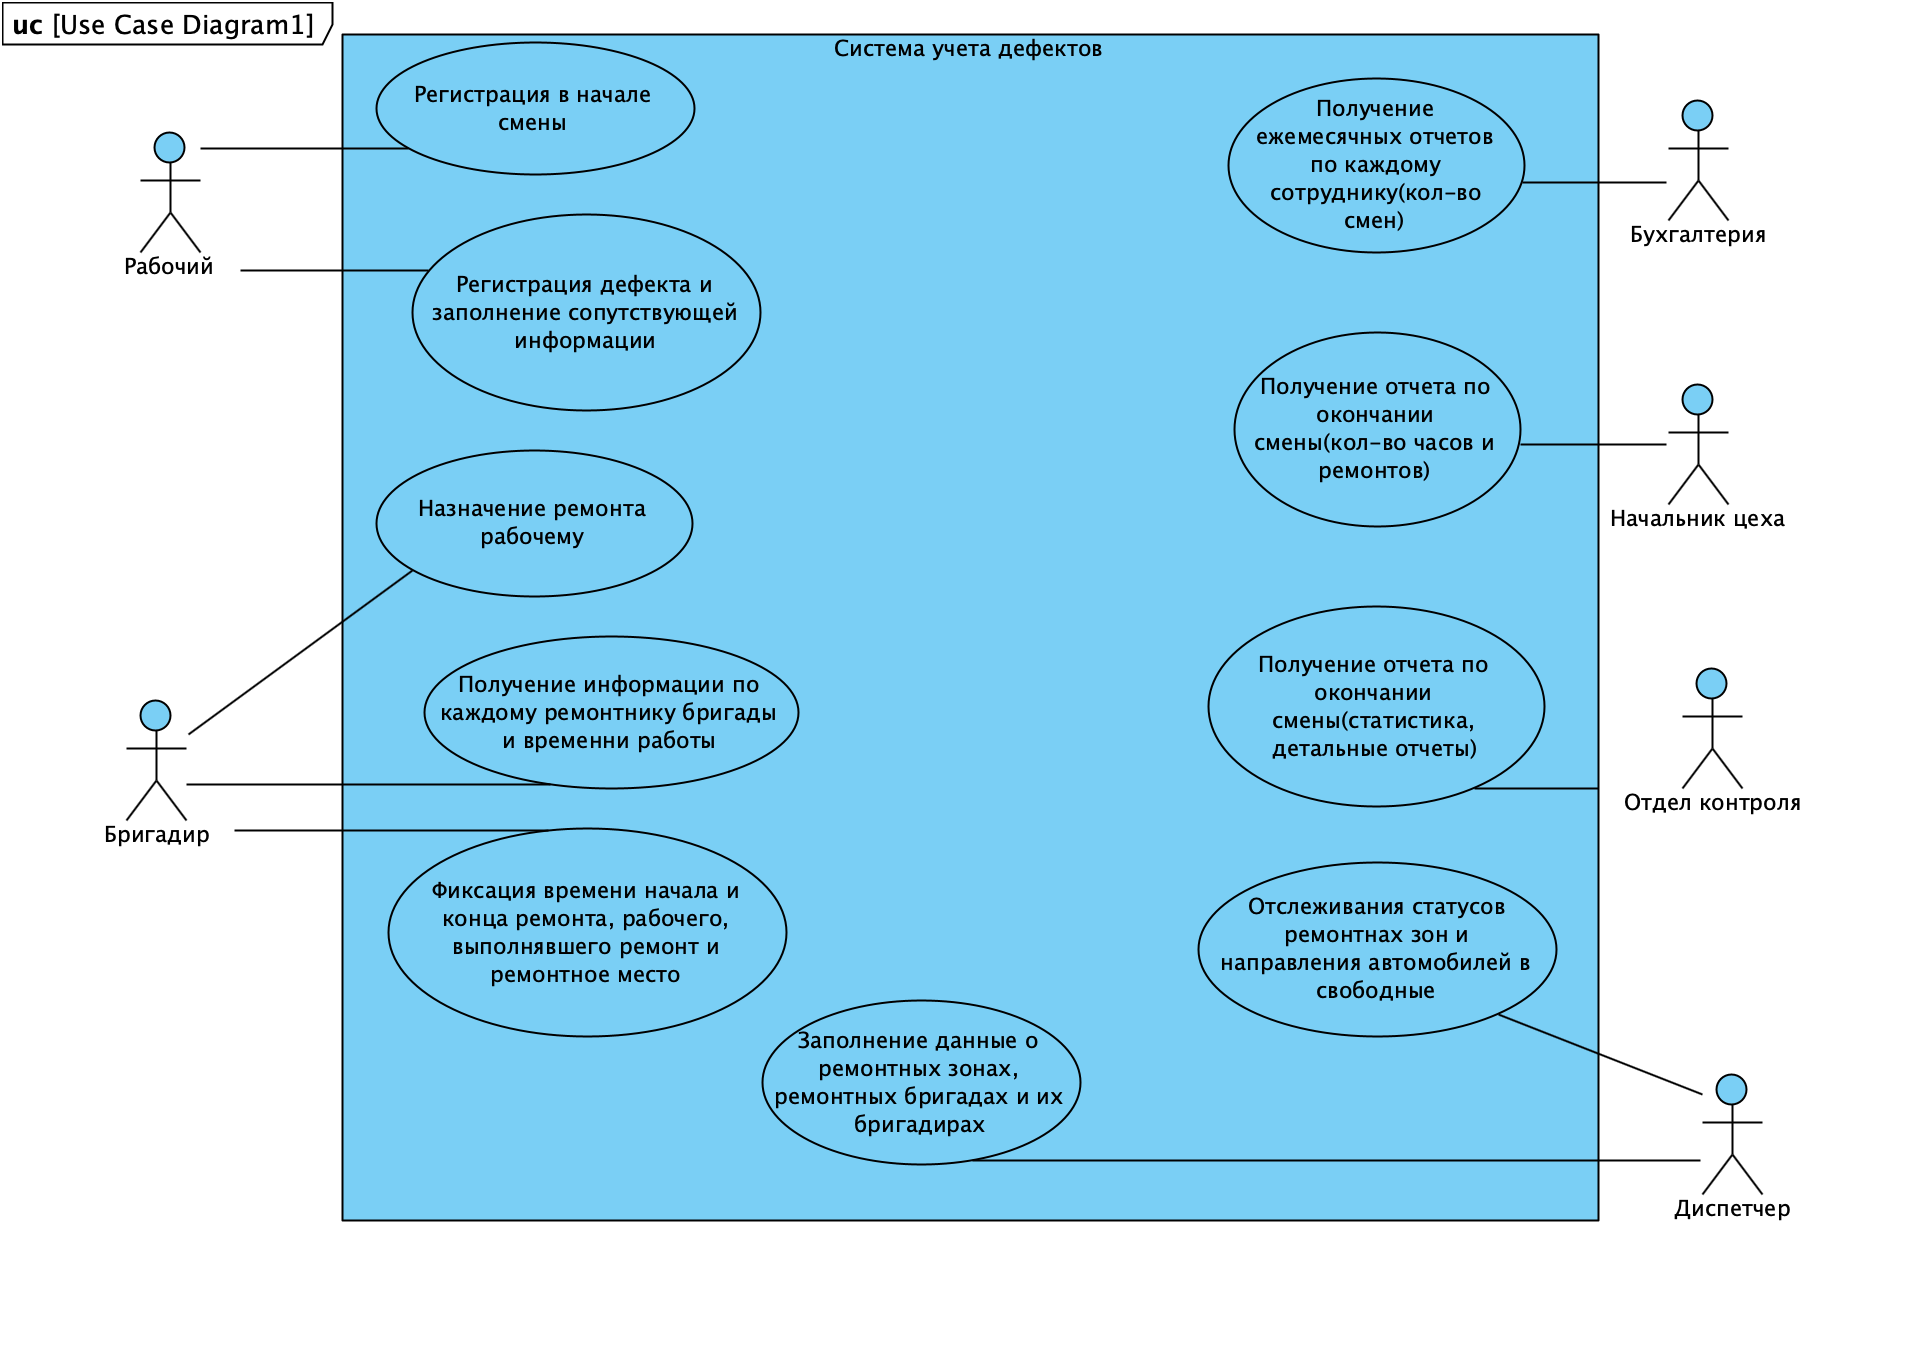 uc [Use Case Diagram1]
Система учета дефектов
Регистрация в начале
смены
Рабочий
Регистрация дефекта и
заполнение сопутствующей
информации
Назначение ремонта
рабочему
Получение информации по
каждому ремонтнику бригады
и временни работы
Бригадир
Фиксация времени начала и
конца ремонта, рабочего,
выполнявшего ремонт и
ремонтное место
Заполнение данные о
ремонтных зонах,
ремонтных бригадах и их
бригадирах
Получение
ежемесячных отчетов
по каждому
сотруднику(кол-во
смен)
Бухгалтерия
Получение отчета по
окончании
смены(кол-во часов и
ремонтов)
Начальник цеха
Получение отчета по
окончании
смены(статистика,
детальные отчеты)
Отдел контроля
Отслеживания статусов
ремонтнах зон и
направления автомобилей в
свободные
Диспетчер